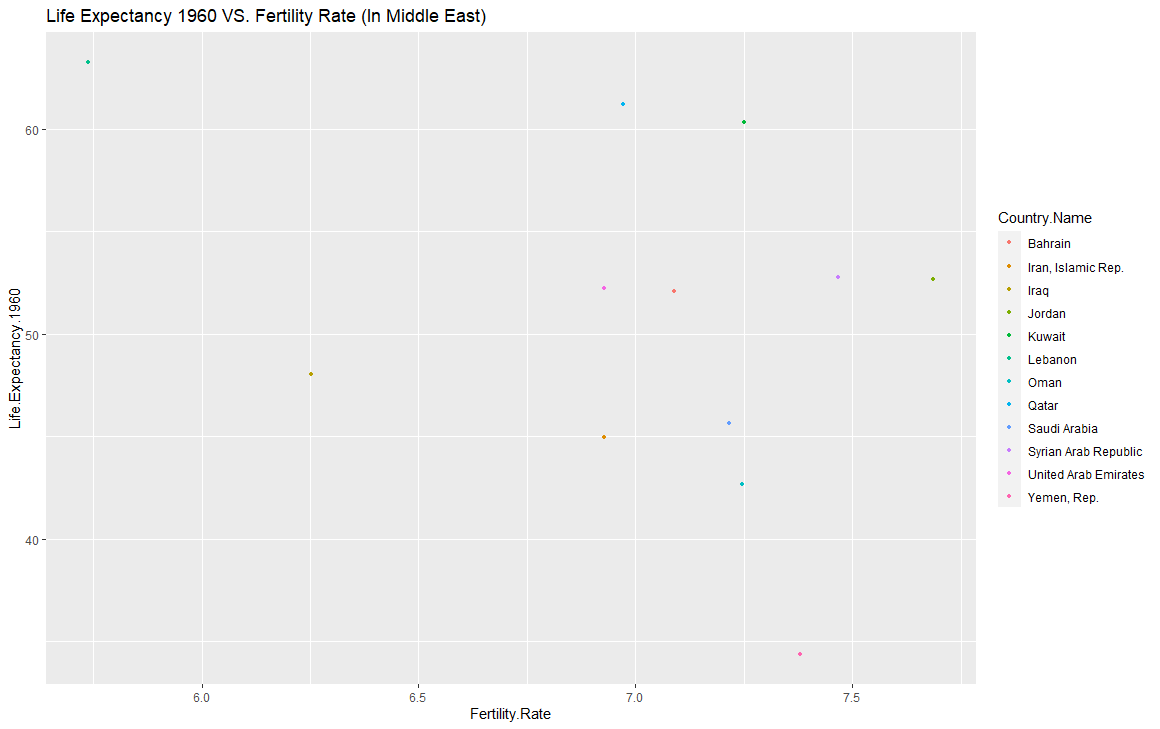 Life Expectancy 1960 VS. Fertility Rate (In Middle East)
60
50
40
Life.Expectancy.1960
6.0 6.5 7.0 7.5
Fertility.Rate
Country.Name
Bahrain
Iran, Islamic Rep.
Iraq
Jordan
Kuwait
Lebanon
Oman
Qatar
Saudi Arabia
Syrian Arab Republic
United Arab Emirates
Yemen, Rep.